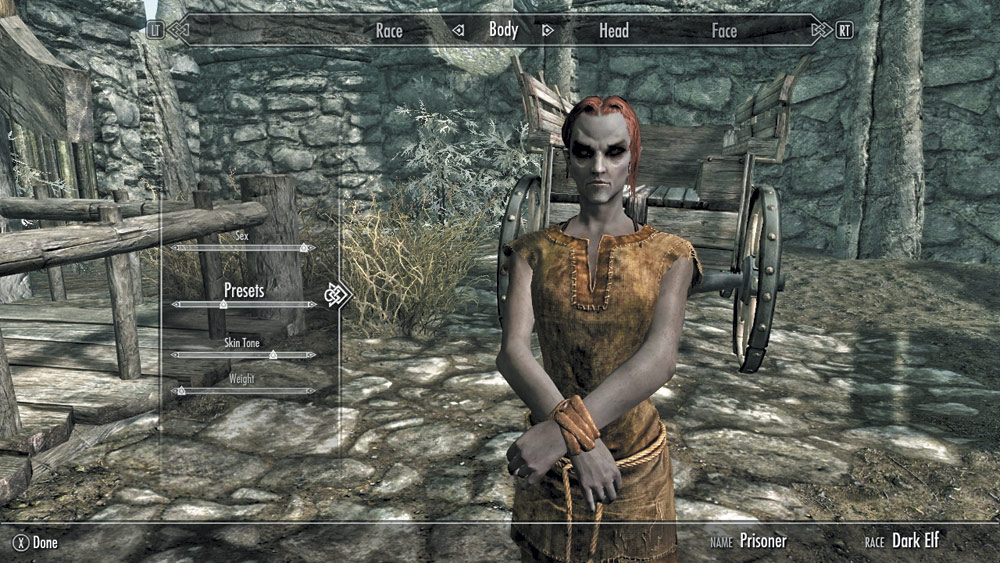 LT Race Body Head Face RT
Sex
Presets
Skin Tone
Weight
X Done NAME Prisoner RACE Dark Elf